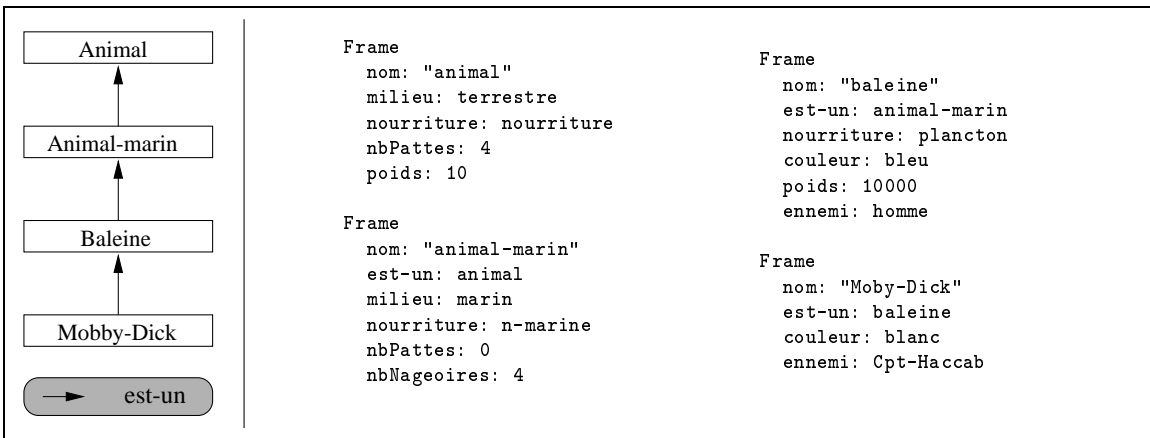 Animal
Animal-marin
Baleine
Mobby-Dick
est-un
Frame
nom: "animal"
milieu: terrestre
nourriture: nourriture
nbPattes: 4
poids: 10
Frame
nom: "animal-marin"
est-un: animal
milieu: marin
nourriture: n-marine
nbPattes: 0
nbNageoires: 4
Frame
nom: "baleine"
est-un: animal-marin
nourriture: plancton
couleur: bleu
poids: 10000
ennemi: homme
Frame
nom: "Moby-Dick"
est-un: baleine
couleur: blanc
ennemi: Cpt-Haccab